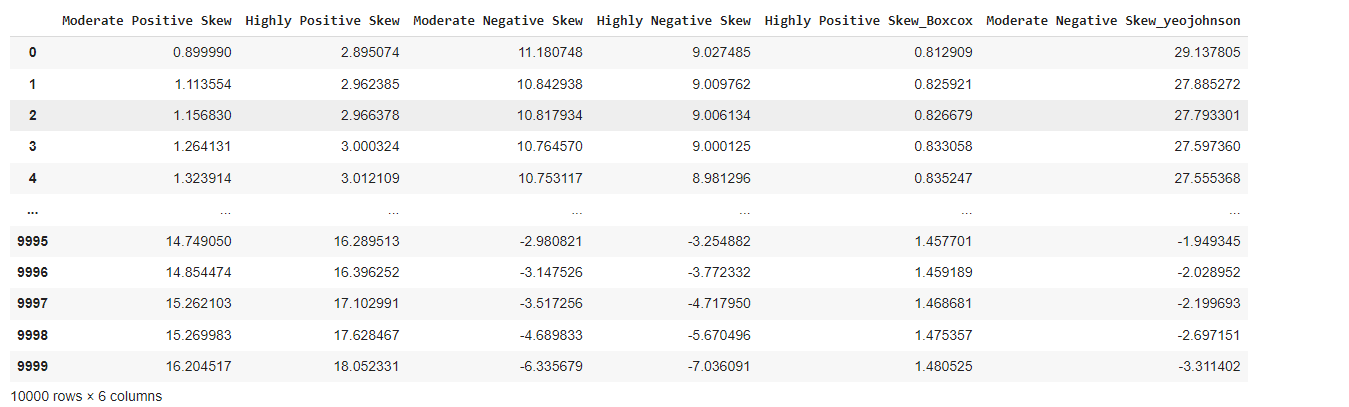 Moderate Positive Skew Highly Positive Skew Moderate Negative Skew Highly Negative Skew Highly Positive Skew_Boxcox Moderate Negative Skew_yeojohnson
0 0.899990 2.895074 11.180748 9.027485 0.812909 29.137805
1 1.113554 2.962385 10.842938 9.009762 0.825921 27.885272
2 1.156830 2.966378 10.817934 9.006134 0.826679 27.793301
3 1.264131 3.000324 10.764570 9.000125 0.833058 27.597360
4 1.323914 3.012109 10.753117 8.981296 0.835247 27.555368
... ... ... ... ... ... ...
9995 14.749050 16.289513 -2.980821 -3.254882 1.457701 -1.949345
9996 14.854474 16.396252 -3.147526 -3.772332 1.459189 -2.028952
9997 15.262103 17.102991 -3.517256 -4.717950 1.468681 -2.199693
9998 15.269983 17.628467 -4.689833 -5.670496 1.475357 -2.697151
9999 16.204517 18.052331 -6.335679 -7.036091 1.480525 -3.311402
10000 rows × 6 columns